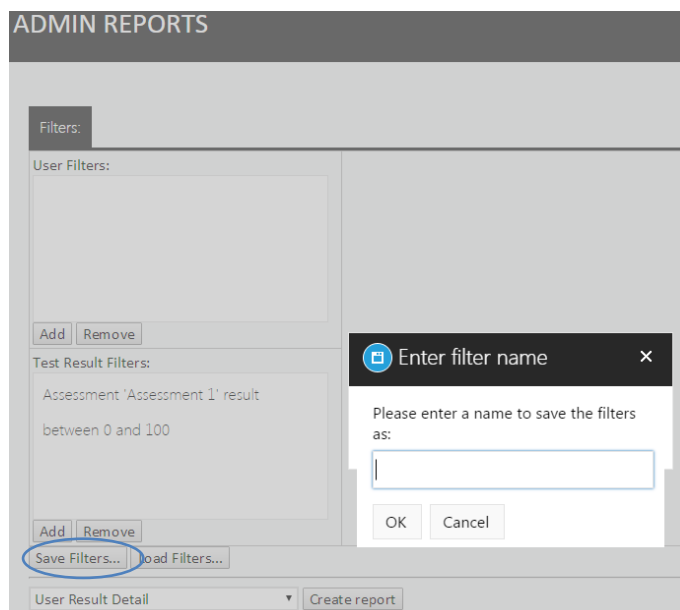 ADMIN REPORTS
Filters:
User Filters:
Add Remove
Test Result Filters:
Assessment 'Assessment 1' result
between 0 and 100
Add Remove
Save Filters... Load Filters...
User Result Detail Create report
Enter filter name
Please enter a name to save the filters
as:
OK Cancel